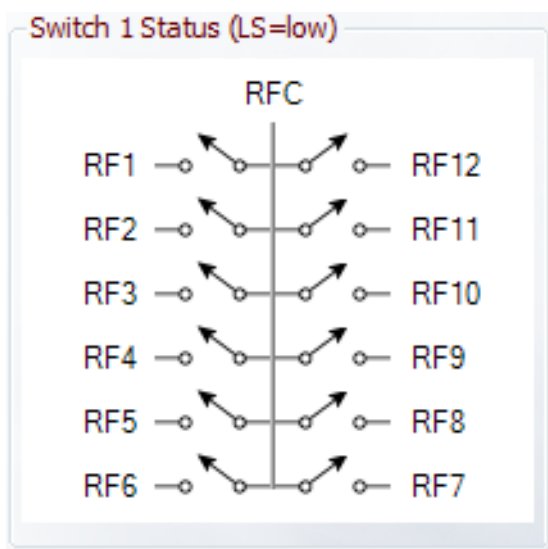 Switch 1 Status (LS=low)
RFC
RF1 RF12
RF2 RF11
RF3 RF10
RF4 RF9
RF5 RF8
RF6 RF7